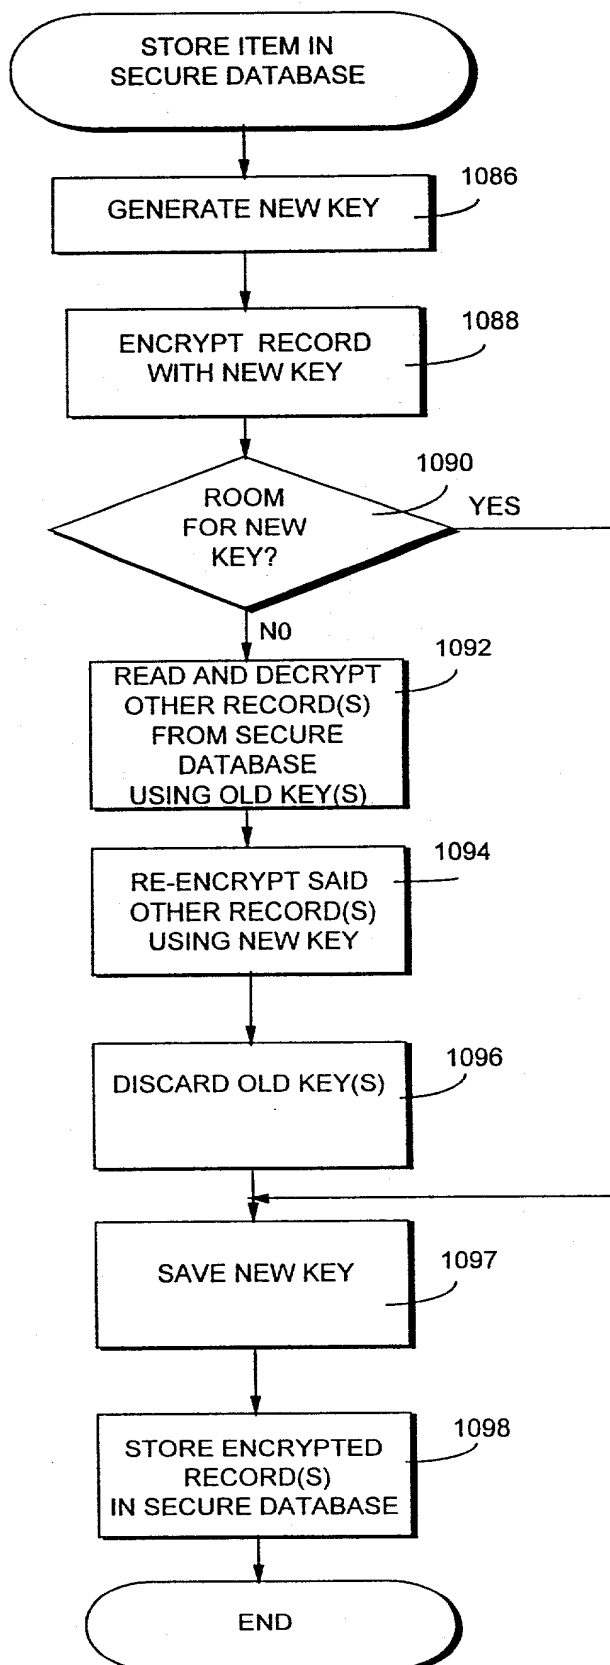 STORE ITEM IN
SECURE DATABASE
1086
GENERATE NEW KEY
1088
ENCRYPT RECORD
WITH NEW KEY
1090
ROOM
FOR NEW
KEY?
YES
NO
1092
READ AND DECRYPT
OTHER RECORD(S)
FROM SECURE
DATABASE
USING OLD KEY(S)
1094
RE-ENCRYPT SAID
OTHER RECORD(S)
USING NEW KEY
1096
DISCARD OLD KEY(S)
1097
SAVE NEW KEY
1098
STORE ENCRYPTED
RECORD(S)
IN SECURE DATABASE
END